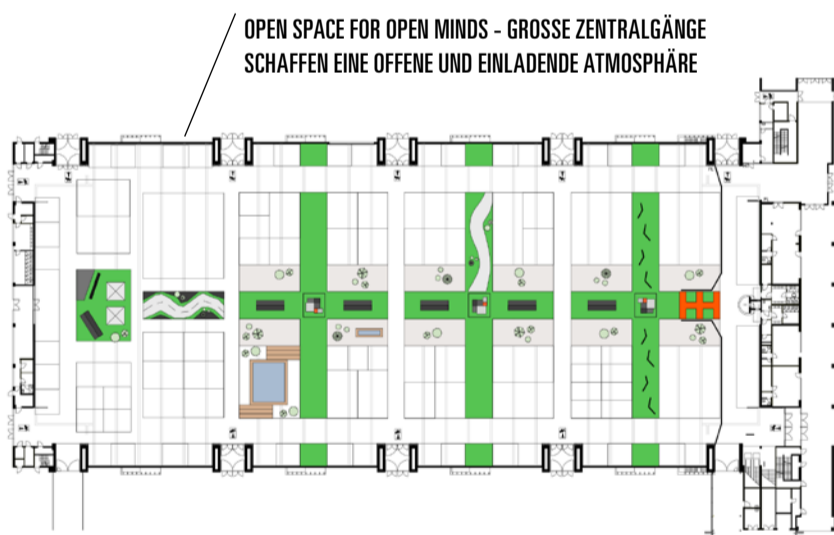 OPEN SPACE FOR OPEN MINDS – GROSSE ZENTRALGÄNGE
SCHAFFEN EINE OFFENE UND EINLADENDE ATMOSPHÄRE